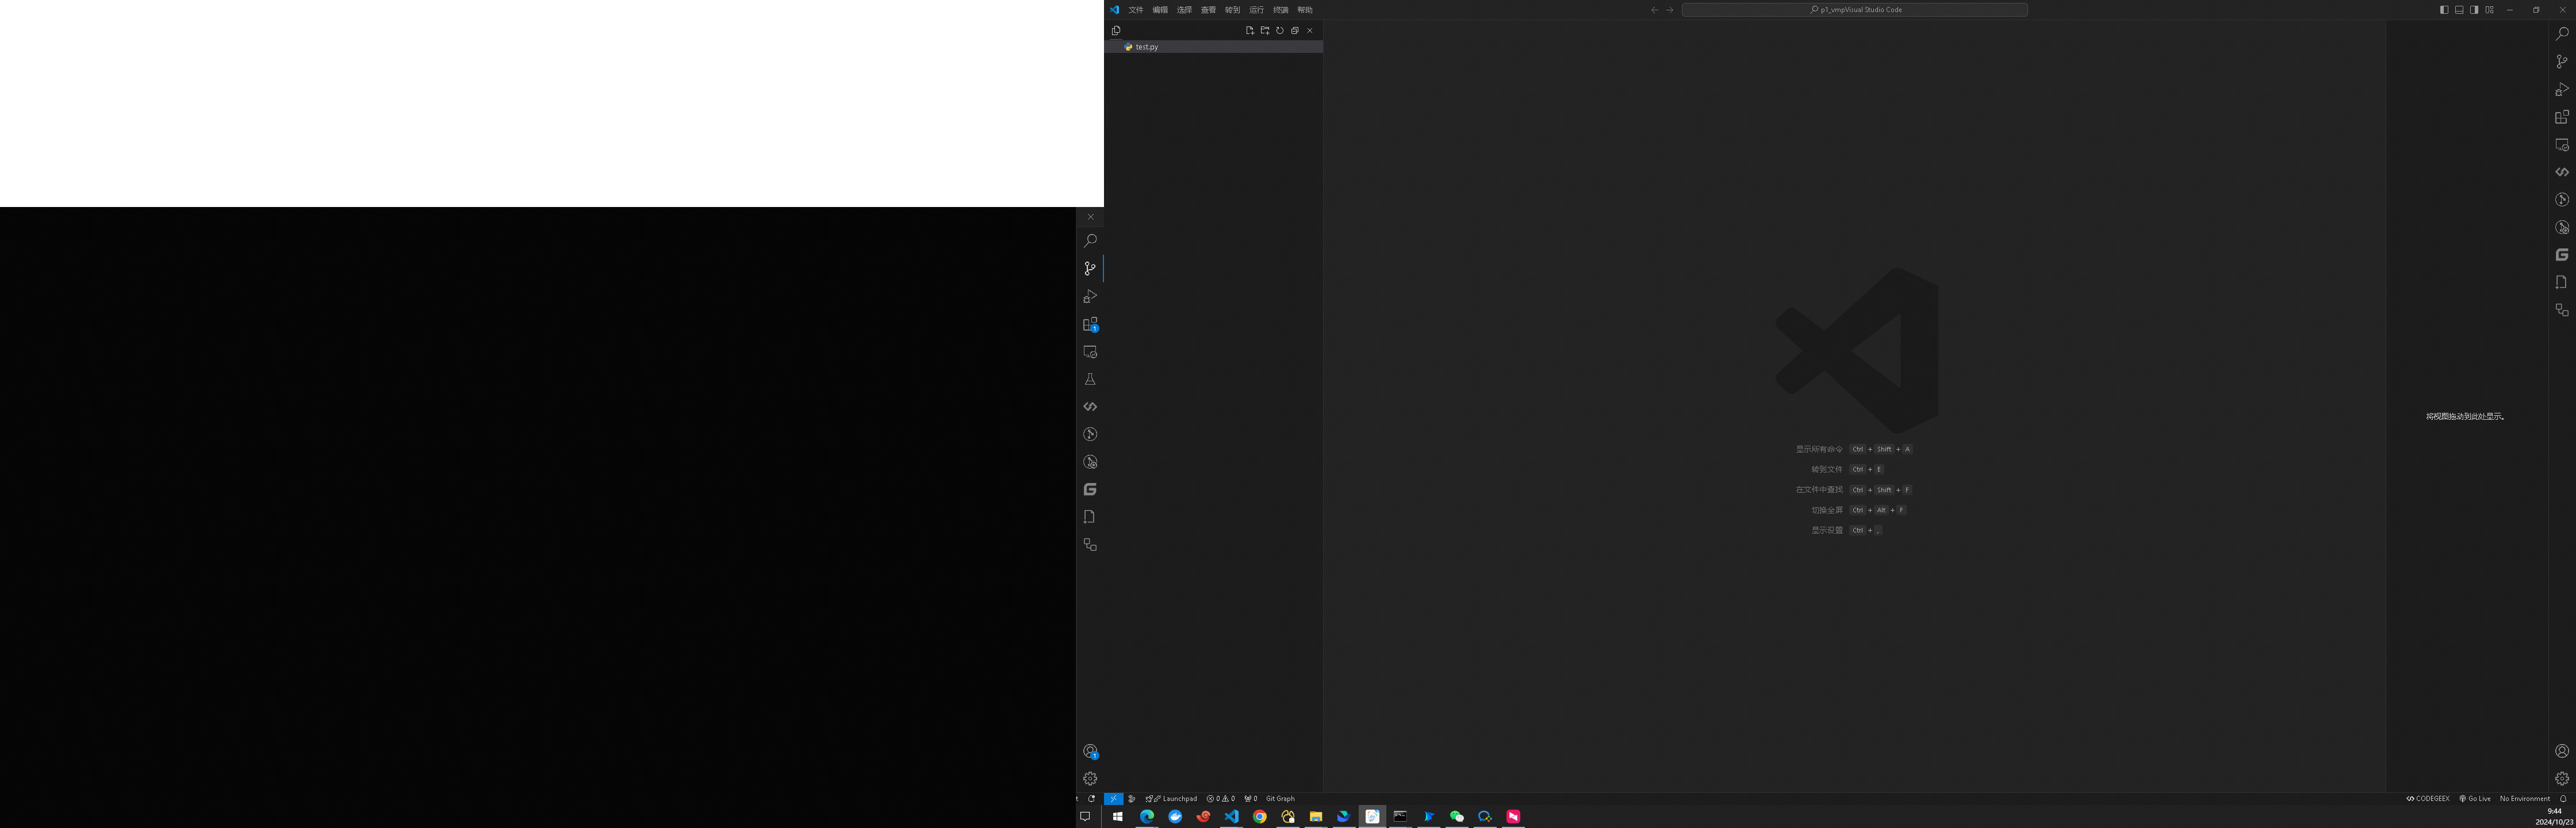 文件 编辑 选择 查看 转到 运行 终端 帮助
p1_vmpVisual Studio Code
test.py
1
将视图拖动到此处显示。
显示所有命令 Ctrl + Shift + A
转到文件 Ctrl + E
在文件中查找 Ctrl + Shift + F
切换全屏 Ctrl + Alt + F
显示设置 Ctrl + ,
1
t
Launchpad 0 0 0 Git Graph
CODEGEEX Go Live No Environment
9:44
2024/10/23